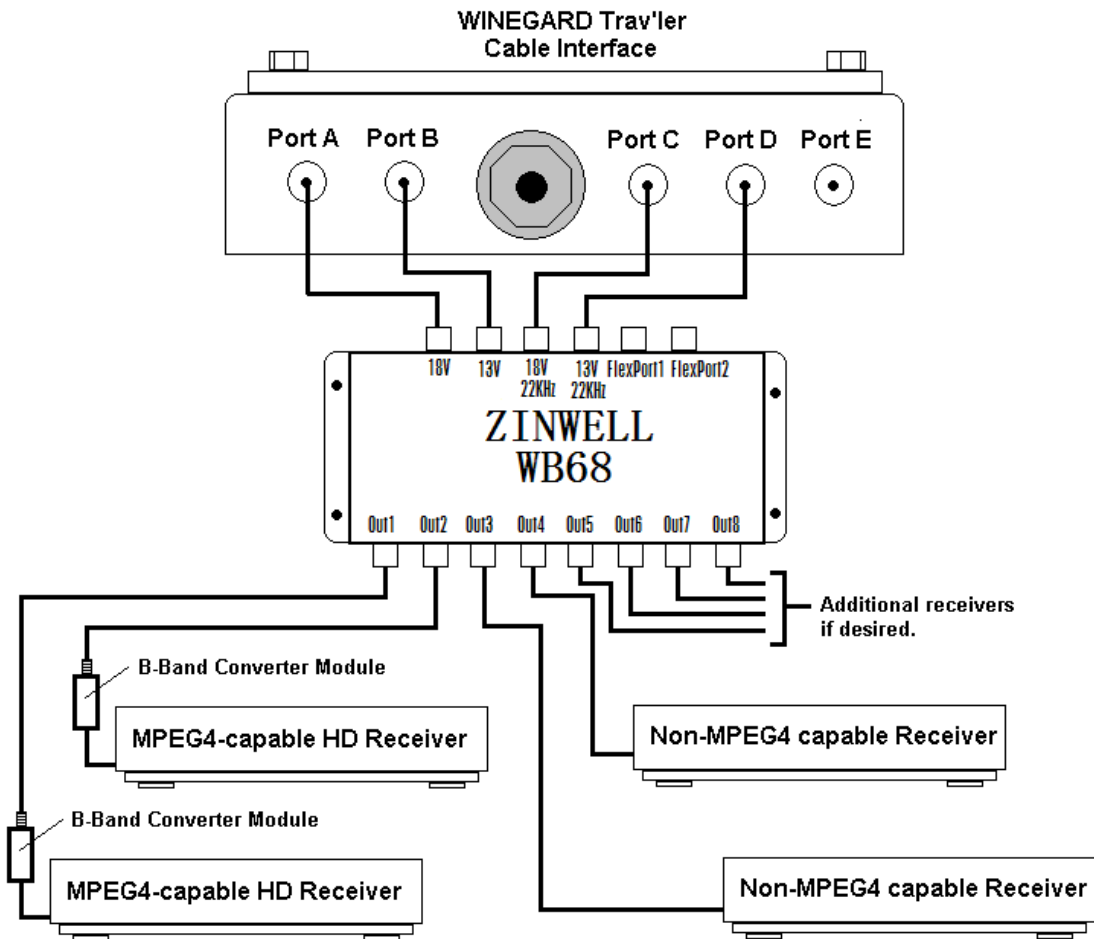 WINEGARD Trav'ler
Cable Interface
Port A
Port B
Port C
Port D
Port E
18V
13V
18V
22KHz
13V
22KHz
FlexPort1
FlexPort2
ZINWELL
WB68
Out1
Out2
Out3
Out4
Out5
Out6
Out7
Out8
Additional receivers
if desired.
B-Band Converter Module
MPEG4-capable HD Receiver
Non-MPEG4 capable Receiver
B-Band Converter Module
MPEG4-capable HD Receiver
Non-MPEG4 capable Receiver